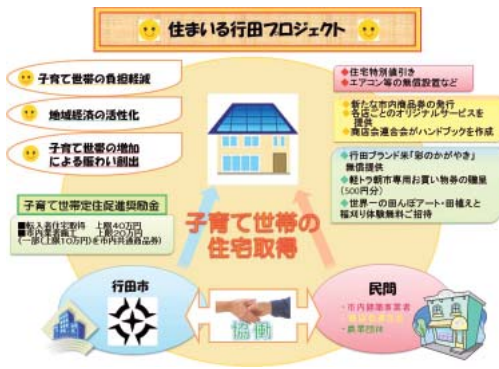 住まいる行田プロジェクト
子育て世帯の負担軽減
地域経済の活性化
子育て世帯の増加
による賑わい創出
◆住宅特別値引き
◆エアコン等の無償設置など
◆新たな市内商品券の発行
◆各店ごとのオリジナルサービスを
提供
◆商店会連合会がハンドブックを作成
◆行田ブランド米「彩のかがやき」
無償提供
◆軽トラ朝市専用お買い物券の贈呈
(500円分)
◆世界一の田んぼアート・田植えと
稲刈り体験無料ご招待
子育て世帯定住促進奨励金
■転入者住宅取得 上限40万円
■市内業者施工 上限20万円
(一部(上限10万円)を市内共通商品券)
子育て世帯の
住宅取得
行田市
協働
民間
・市内建築事業者
・農業団体